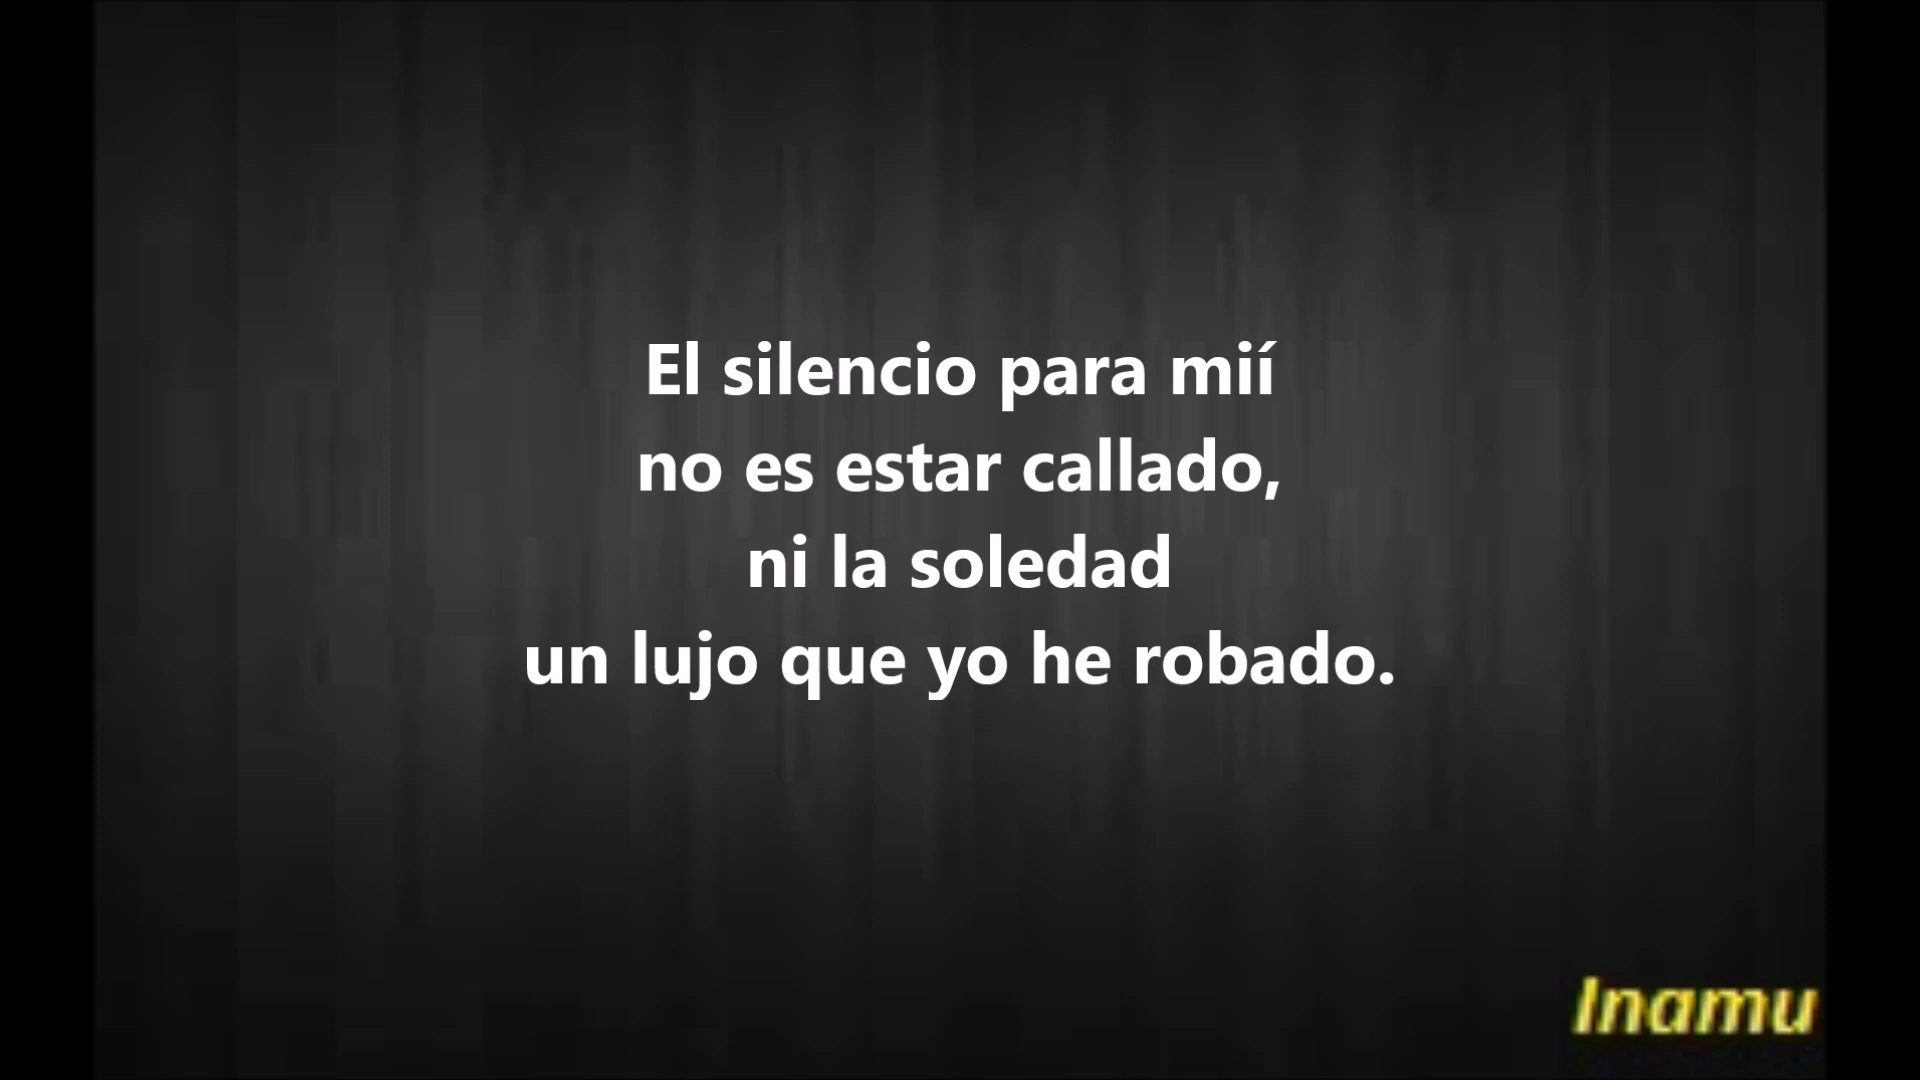 El silencio para mií
no es estar callado,
ni la soledad
un lujo que yo he robado.
Inamu